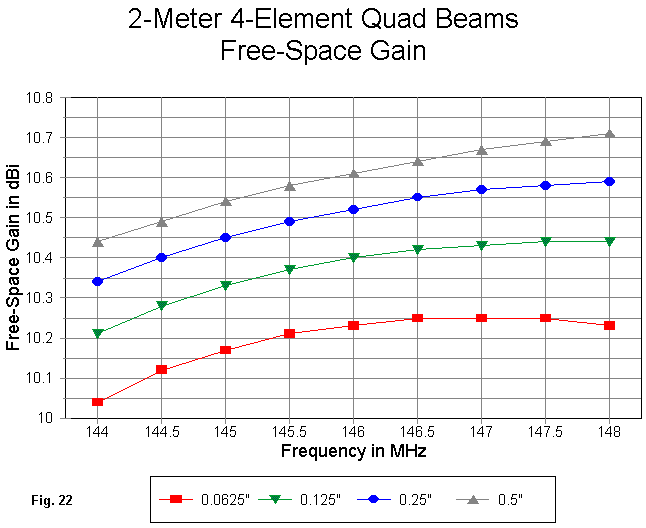 2-Meter 4-Element Quad Beams
Free-Space Gain
Free-Space Gain in dBi
10.8
10.7
10.6
10.5
10.4
10.3
10.2
10.1
10
144 144.5 145 145.5 146 146.5 147 147.5 148
Frequency in MHz
Fig. 22
0.0625" 0.125" 0.25" 0.5"